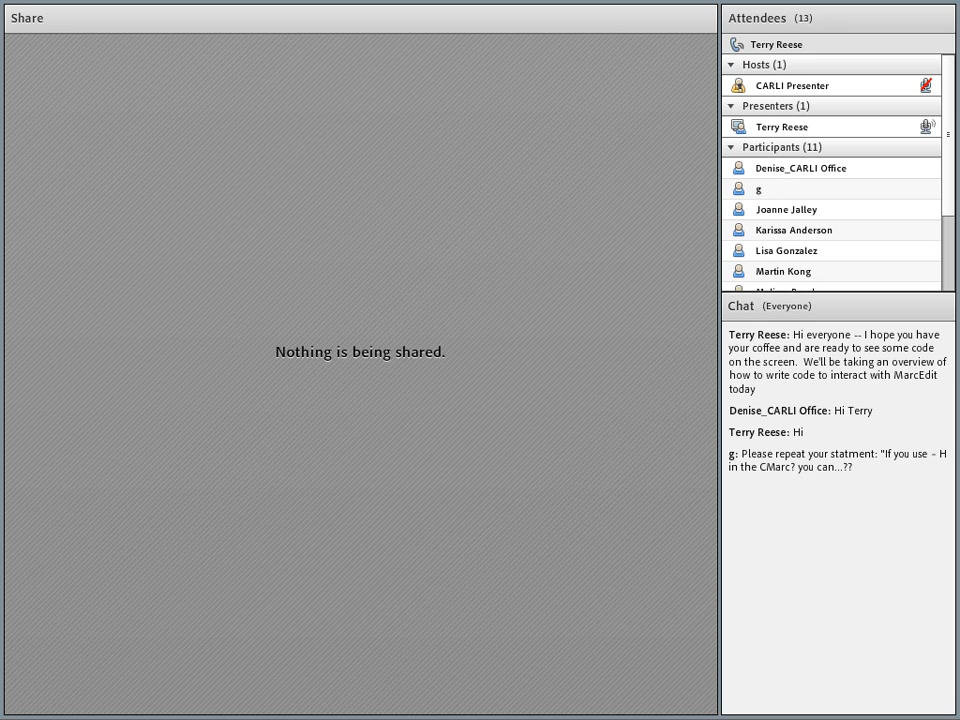 Share
Nothing is being shared.
Attendees (13)
Terry Reese
Hosts (1)
CARLI Presenter
Presenters (1)
Terry Reese
Participants (11)
Denise_CARLI Office
g
Joanne Jalley
Karissa Anderson
Lisa Gonzalez
Martin Kong
Chat (Everyone)
Terry Reese: Hi everyone -- I hope you have
your coffee and are ready to see some code
on the screen. We'll be taking an overview of
how to write code to interact with MarcEdit
today
Denise_CARLI Office: Hi Terry
Terry Reese: Hi
g: Please repeat your statment: "If you use - H
in the CMarc? you can...??